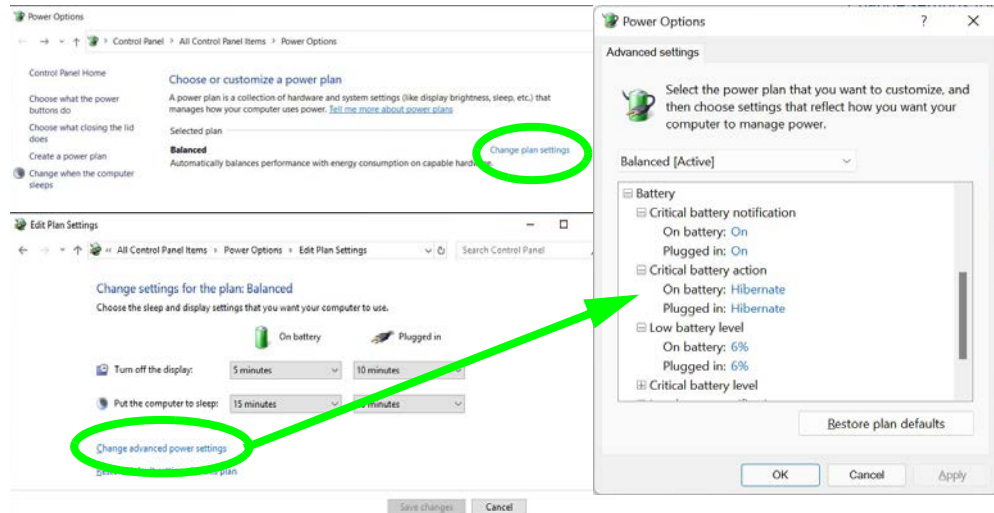 Power Options
Control Panel > All Control Panel Items > Power Options
Control Panel Home
Choose what the power
buttons do
Choose what closing the lid
does
Create a power plan
Change when the computer
sleeps
Choose or customize a power plan
A power plan is a collection of hardware and system settings (like display brightness, sleep, etc.) that
manages how your computer uses power. Tell me more about power plans
Selected plan
Balanced
Change plan settings
Automatically balances performance with energy consumption on capable hardware.
Edit Plan Settings
« All Control Panel Items > Power Options > Edit Plan Settings
Search Control Panel
Change settings for the plan: Balanced
Choose the sleep and display settings that you want your computer to use.
On battery
Plugged in
Turn off the display:
5 minutes
10 minutes
Put the computer to sleep:
15 minutes
minutes
Change advanced power settings
plan
Save changes
Cancel
Power Options
?
Advanced settings
Select the power plan that you want to customize, and
then choose settings that reflect how you want your
computer to manage power.
Balanced [Active]
Battery
Critical battery notification
On battery: On
Plugged in: On
Critical battery action
On battery: Hibernate
Plugged in: Hibernate
Low battery level
On battery: 6%
Plugged in: 6%
Critical battery level
Restore plan defaults
OK
Cancel
Apply